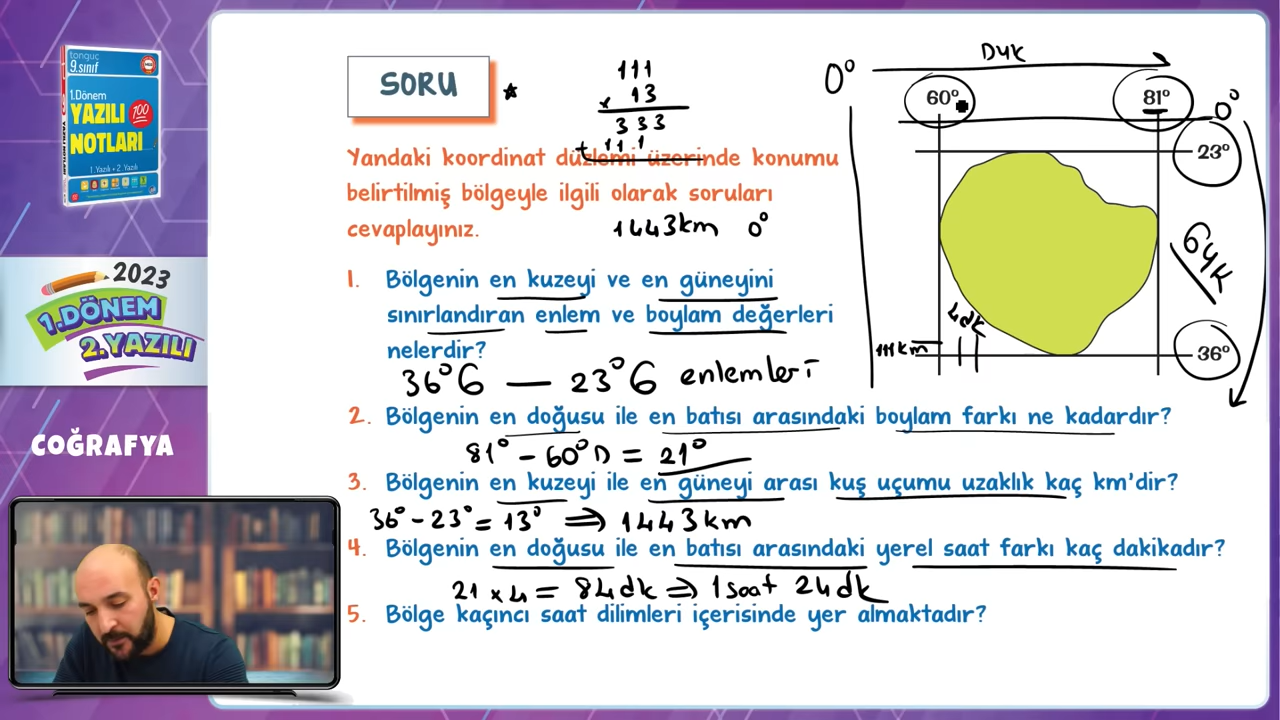 tonguç
9.sınıf
1.Dönem
YAZILI
100
NOTLARI
1.Yazılı • 2.Yazılı
2023
1.DÖNEM
2.YAZILI
COĞRAFYA
SORU
*
111
x 13
333
+ 111
1443km 0°
Yandaki koordinat düzlemi üzerinde konumu
belirtilmiş bölgeyle ilgili olarak soruları
cevaplayınız.
0° DYK
60° 81° 0°
23°
GYK
4dk
111km
36°
1. Bölgenin en kuzeyi ve en güneyini
sınırlandıran enlem ve boylam değerleri
nelerdir?
36°G — 23°G enlemleri
2. Bölgenin en doğusu ile en batısı arasındaki boylam farkı ne kadardır?
81° - 60° D = 21°
3. Bölgenin en kuzeyi ile en güneyi arası kuş uçumu uzaklık kaç km'dir?
36° - 23° = 13° ⇒ 1443km
4. Bölgenin en doğusu ile en batısı arasındaki yerel saat farkı kaç dakikadır?
21 x 4 = 84dk ⇒ 1saat 24dk
5. Bölge kaçıncı saat dilimleri içerisinde yer almaktadır?